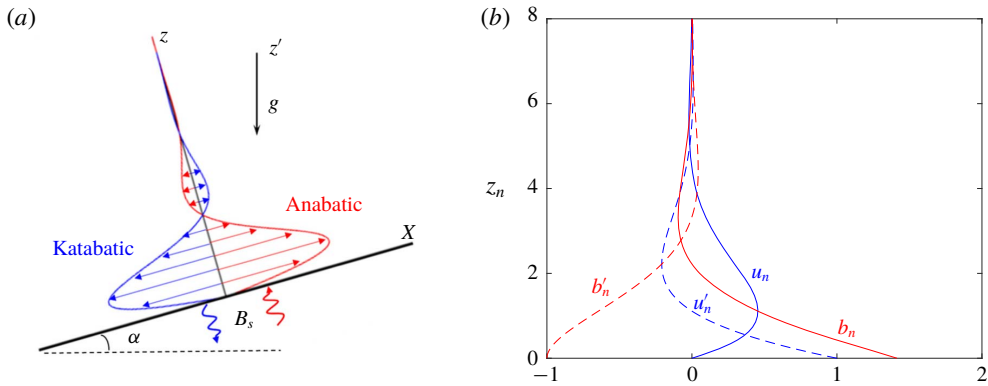 (a)
z
z′
g
Anabatic
Katabatic
X
B_s
α
(b)
8
6
z_n
4
2
0
u_n
b′_n
u′_n
b_n
−1
0
1
2